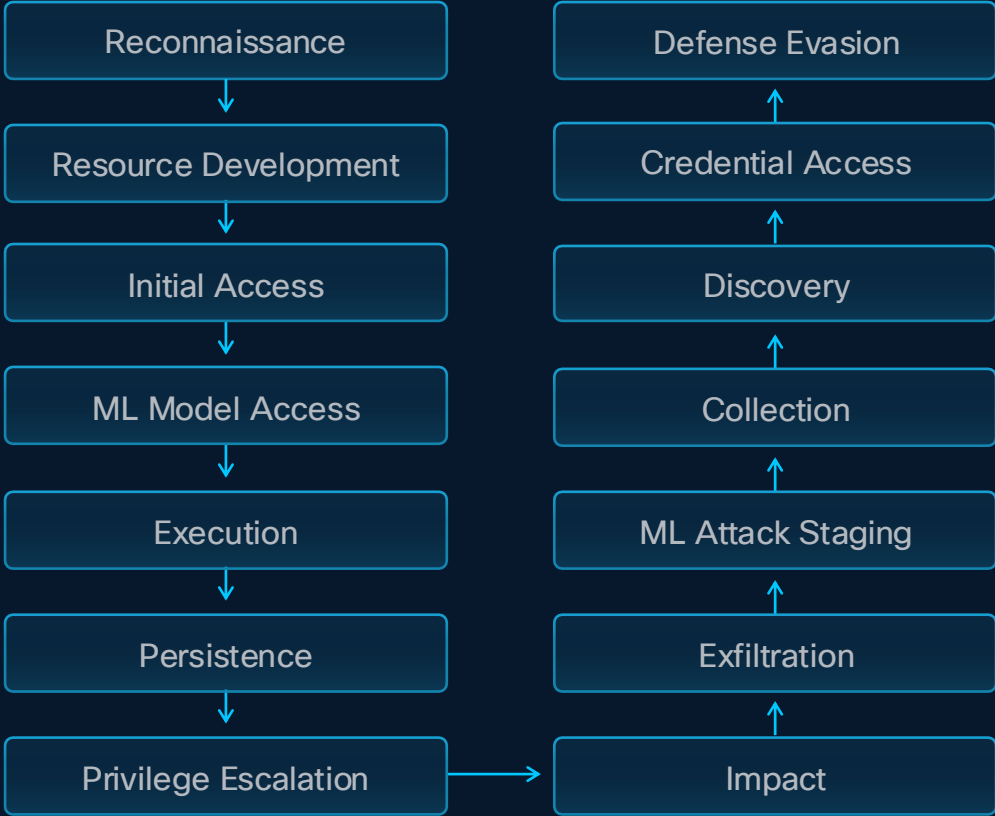 Reconnaissance
Resource Development
Initial Access
ML Model Access
Execution
Persistence
Privilege Escalation
Impact
Exfiltration
ML Attack Staging
Collection
Discovery
Credential Access
Defense Evasion